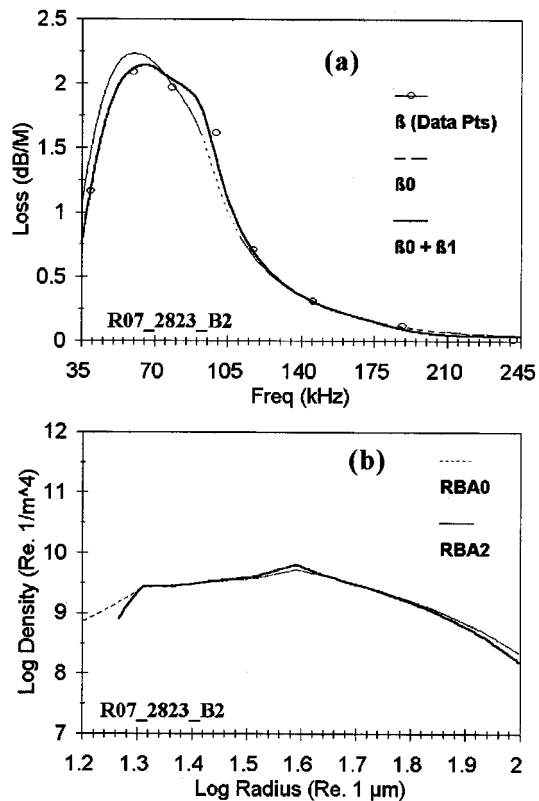 2.5
2
1.5
1
0.5
0
Loss (dB/M)
(a)
ß (Data Pts)
ß0
ß0 + ß1
R07_2823_B2
35 70 105 140 175 210 245
Freq (kHz)
12
11
10
9
8
7
Log Density (Re. 1/m^4)
(b)
RBA0
RBA2
R07_2823_B2
1.2 1.3 1.4 1.5 1.6 1.7 1.8 1.9 2
Log Radius (Re. 1 µm)